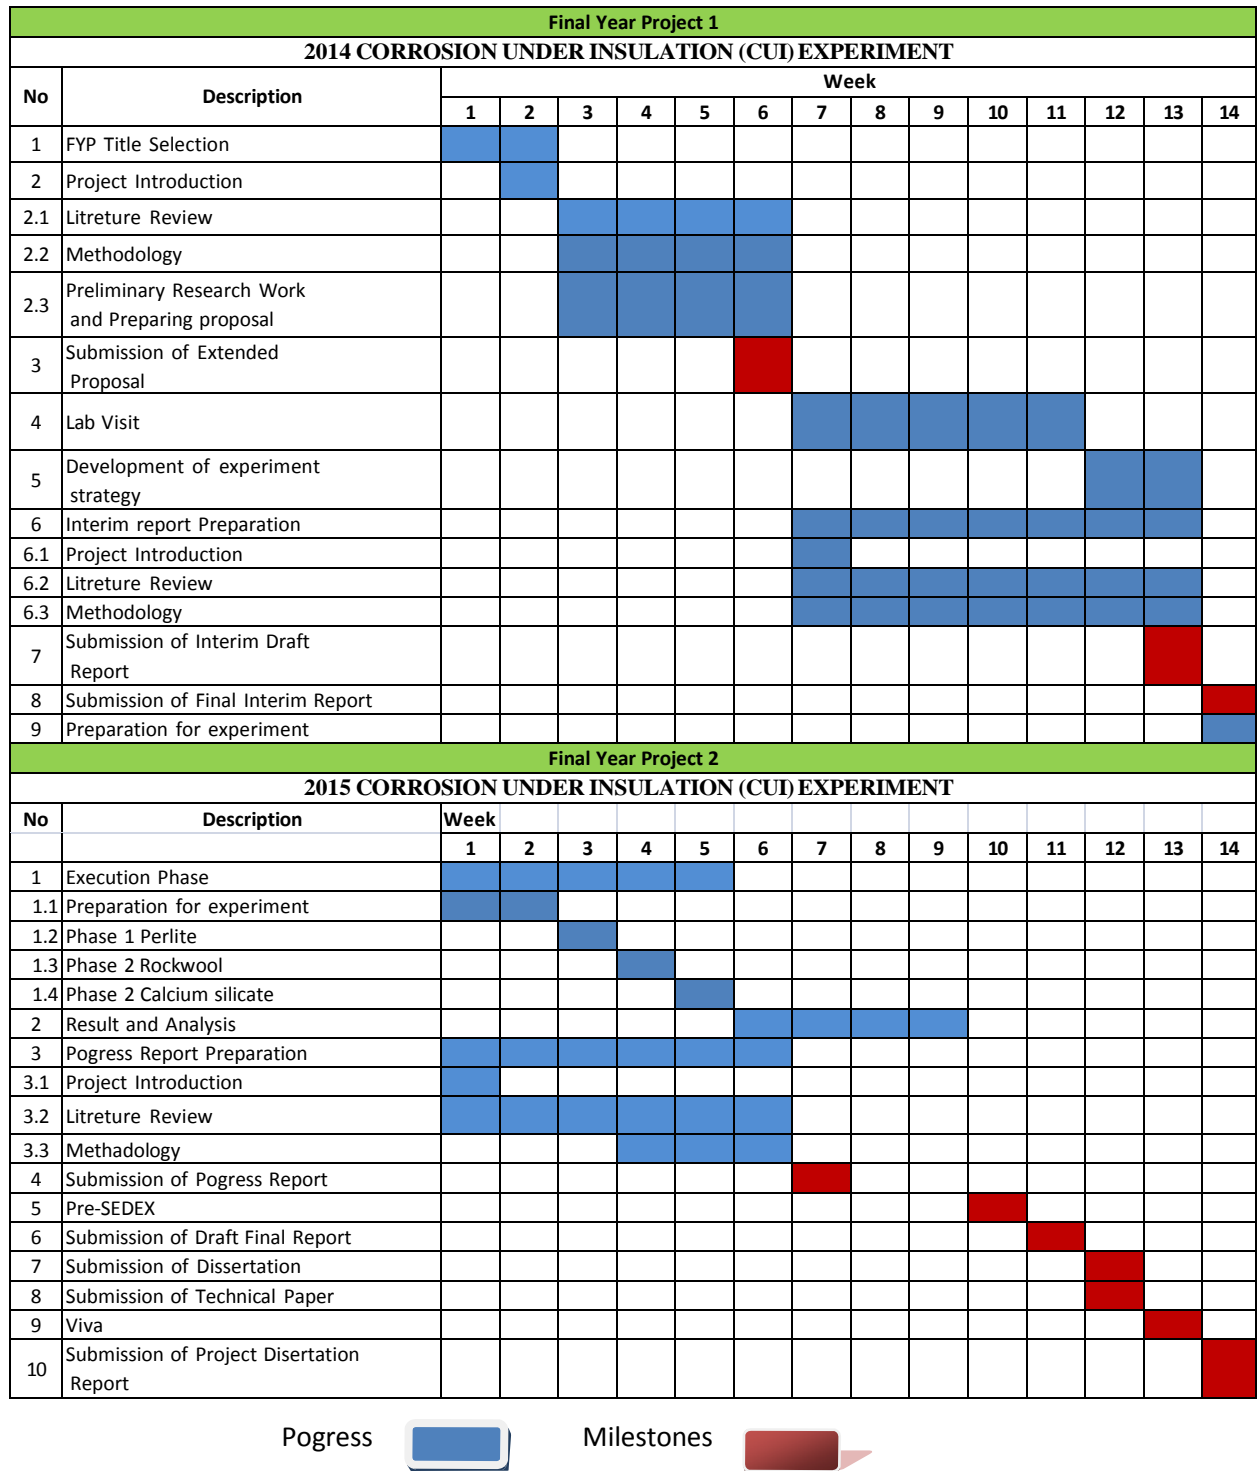 Final Year Project 1
2014 CORROSION UNDER INSULATION (CUI) EXPERIMENT
No Description Week
1 2 3 4 5 6 7 8 9 10 11 12 13 14
1 FYP Title Selection
2 Project Introduction
2.1 Litreture Review
2.2 Methodology
2.3 Preliminary Research Work
and Preparing proposal
3 Submission of Extended
Proposal
4 Lab Visit
5 Development of experiment
strategy
6 Interim report Preparation
6.1 Project Introduction
6.2 Litreture Review
6.3 Methodology
7 Submission of Interim Draft
Report
8 Submission of Final Interim Report
9 Preparation for experiment
Final Year Project 2
2015 CORROSION UNDER INSULATION (CUI) EXPERIMENT
No Description Week
1 2 3 4 5 6 7 8 9 10 11 12 13 14
1 Execution Phase
1.1 Preparation for experiment
1.2 Phase 1 Perlite
1.3 Phase 2 Rockwool
1.4 Phase 2 Calcium silicate
2 Result and Analysis
3 Pogress Report Preparation
3.1 Project Introduction
3.2 Litreture Review
3.3 Methadology
4 Submission of Pogress Report
5 Pre-SEDEX
6 Submission of Draft Final Report
7 Submission of Dissertation
8 Submission of Technical Paper
9 Viva
10 Submission of Project Disertation
Report
Pogress Milestones